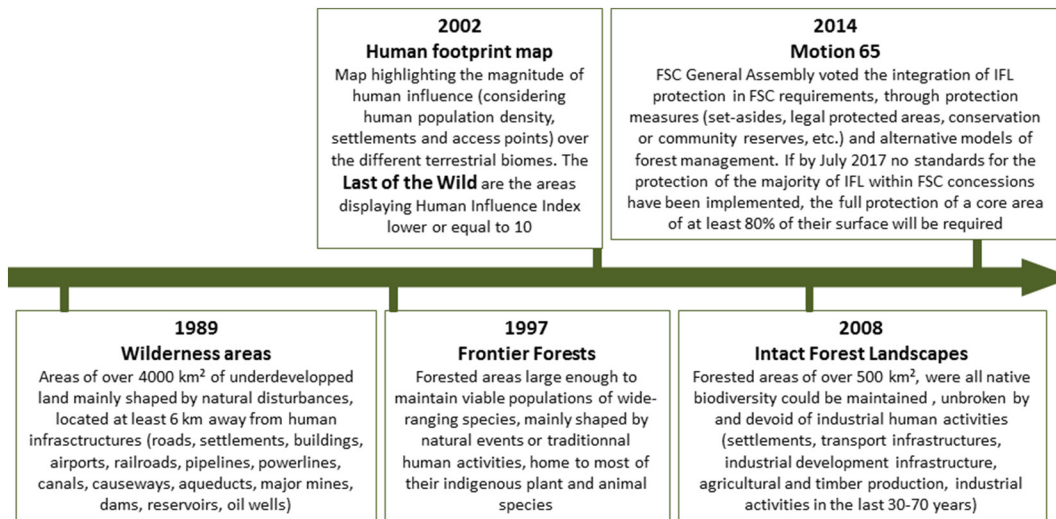 2002
Human footprint map
Map highlighting the magnitude of
human influence (considering
human population density,
settlements and access points) over
the different terrestrial biomes. The
Last of the Wild are the areas
displaying Human Influence Index
lower or equal to 10
2014
Motion 65
FSC General Assembly voted the integration of IFL
protection in FSC requirements, through protection
measures (set-asides, legal protected areas, conservation
or community reserves, etc.) and alternative models of
forest management. If by July 2017 no standards for the
protection of the majority of IFL within FSC concessions
have been implemented, the full protection of a core area
of at least 80% of their surface will be required
1989
Wilderness areas
Areas of over 4000 km² of underdevelopped
land mainly shaped by natural disturbances,
located at least 6 km away from human
infrasctructures (roads, settlements, buildings,
airports, railroads, pipelines, powerlines,
canals, causeways, aqueducts, major mines,
dams, reservoirs, oil wells)
1997
Frontier Forests
Forested areas large enough to
maintain viable populations of wide-
ranging species, mainly shaped by
natural events or traditionnal
human activities, home to most of
their indigenous plant and animal
species
2008
Intact Forest Landscapes
Forested areas of over 500 km², were all native
biodiversity could be maintained , unbroken by
and devoid of industrial human activities
(settlements, transport infrastructures,
industrial development infrastructure,
agricultural and timber production, industrial
activities in the last 30-70 years)